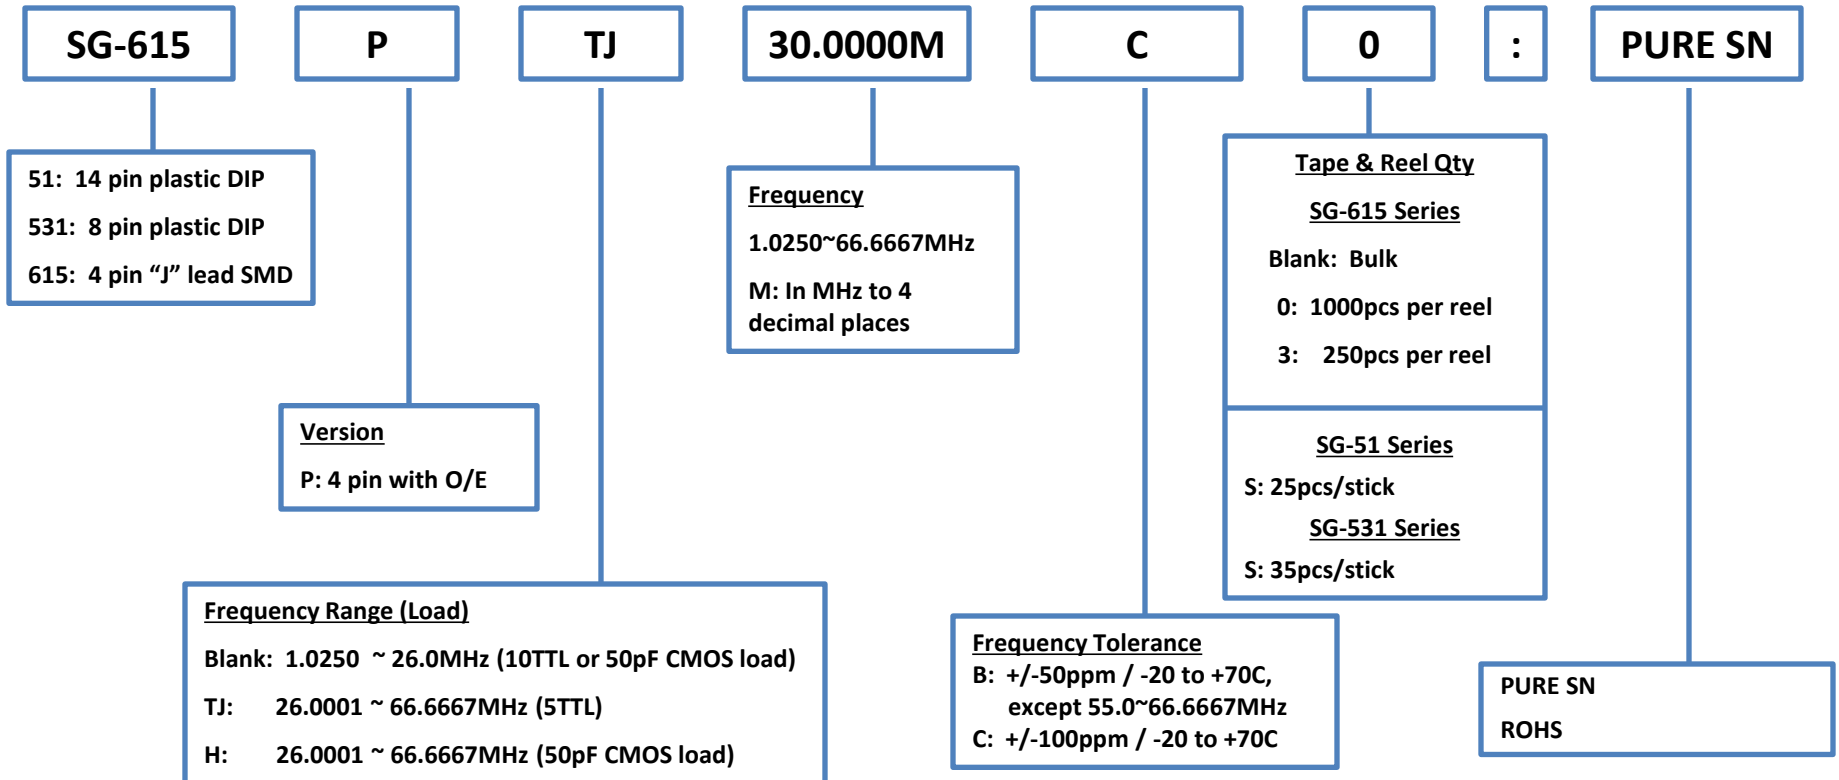 SG-615 P TJ 30.0000M C 0 : PURE SN
51: 14 pin plastic DIP
531: 8 pin plastic DIP
615: 4 pin “J” lead SMD
Version
P: 4 pin with O/E
Frequency Range (Load)
Blank: 1.0250 ~ 26.0MHz (10TTL or 50pF CMOS load)
TJ: 26.0001 ~ 66.6667MHz (5TTL)
H: 26.0001 ~ 66.6667MHz (50pF CMOS load)
Frequency
1.0250~66.6667MHz
M: In MHz to 4
decimal places
Frequency Tolerance
B: +/-50ppm / -20 to +70C,
except 55.0~66.6667MHz
C: +/-100ppm / -20 to +70C
Tape & Reel Qty
SG-615 Series
Blank: Bulk
0: 1000pcs per reel
3: 250pcs per reel
SG-51 Series
S: 25pcs/stick
SG-531 Series
S: 35pcs/stick
PURE SN
ROHS